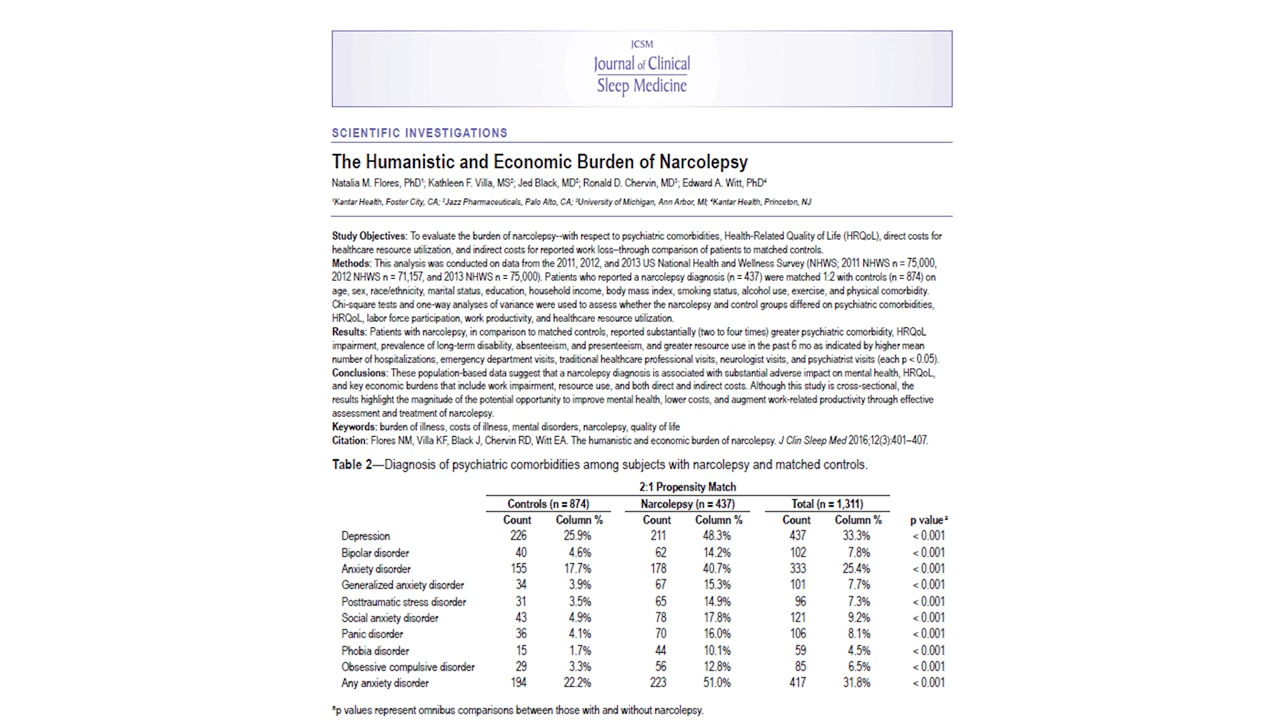 JCSM
Journal of Clinical
Sleep Medicine
SCIENTIFIC INVESTIGATIONS
The Humanistic and Economic Burden of Narcolepsy
Natalia M. Flores, PhD¹; Kathleen F. Villa, MS²; Jed Black, MD²; Ronald D. Chervin, MD³; Edward A. Witt, PhD⁴
¹Kantar Health, Foster City, CA; ²Jazz Pharmaceuticals, Palo Alto, CA; ³University of Michigan, Ann Arbor, MI; ⁴Kantar Health, Princeton, NJ
Study Objectives: To evaluate the burden of narcolepsy--with respect to psychiatric comorbidities, Health-Related Quality of Life (HRQoL), direct costs for
healthcare resource utilization, and indirect costs for reported work loss–through comparison of patients to matched controls.
Methods: This analysis was conducted on data from the 2011, 2012, and 2013 US National Health and Wellness Survey (NHWS; 2011 NHWS n = 75,000,
2012 NHWS n = 71,157, and 2013 NHWS n = 75,000). Patients who reported a narcolepsy diagnosis (n = 437) were matched 1:2 with controls (n = 874) on
age, sex, race/ethnicity, marital status, education, household income, body mass index, smoking status, alcohol use, exercise, and physical comorbidity.
Chi-square tests and one-way analyses of variance were used to assess whether the narcolepsy and control groups differed on psychiatric comorbidities,
HRQoL, labor force participation, work productivity, and healthcare resource utilization.
Results: Patients with narcolepsy, in comparison to matched controls, reported substantially (two to four times) greater psychiatric comorbidity, HRQoL
impairment, prevalence of long-term disability, absenteeism, and presenteeism, and greater resource use in the past 6 mo as indicated by higher mean
number of hospitalizations, emergency department visits, traditional healthcare professional visits, neurologist visits, and psychiatrist visits (each p < 0.05).
Conclusions: These population-based data suggest that a narcolepsy diagnosis is associated with substantial adverse impact on mental health, HRQoL,
and key economic burdens that include work impairment, resource use, and both direct and indirect costs. Although this study is cross-sectional, the
results highlight the magnitude of the potential opportunity to improve mental health, lower costs, and augment work-related productivity through effective
assessment and treatment of narcolepsy.
Keywords: burden of illness, costs of illness, mental disorders, narcolepsy, quality of life
Citation: Flores NM, Villa KF, Black J, Chervin RD, Witt EA. The humanistic and economic burden of narcolepsy. J Clin Sleep Med 2016;12(3):401–407.
Table 2—Diagnosis of psychiatric comorbidities among subjects with narcolepsy and matched controls.
2:1 Propensity Match
Controls (n = 874) Narcolepsy (n = 437) Total (n = 1,311)
Count Column % Count Column % Count Column % p valueª
Depression 226 25.9% 211 48.3% 437 33.3% < 0.001
Bipolar disorder 40 4.6% 62 14.2% 102 7.8% < 0.001
Anxiety disorder 155 17.7% 178 40.7% 333 25.4% < 0.001
Generalized anxiety disorder 34 3.9% 67 15.3% 101 7.7% < 0.001
Posttraumatic stress disorder 31 3.5% 65 14.9% 96 7.3% < 0.001
Social anxiety disorder 43 4.9% 78 17.8% 121 9.2% < 0.001
Panic disorder 36 4.1% 70 16.0% 106 8.1% < 0.001
Phobia disorder 15 1.7% 44 10.1% 59 4.5% < 0.001
Obsessive compulsive disorder 29 3.3% 56 12.8% 85 6.5% < 0.001
Any anxiety disorder 194 22.2% 223 51.0% 417 31.8% < 0.001
ªp values represent omnibus comparisons between those with and without narcolepsy.